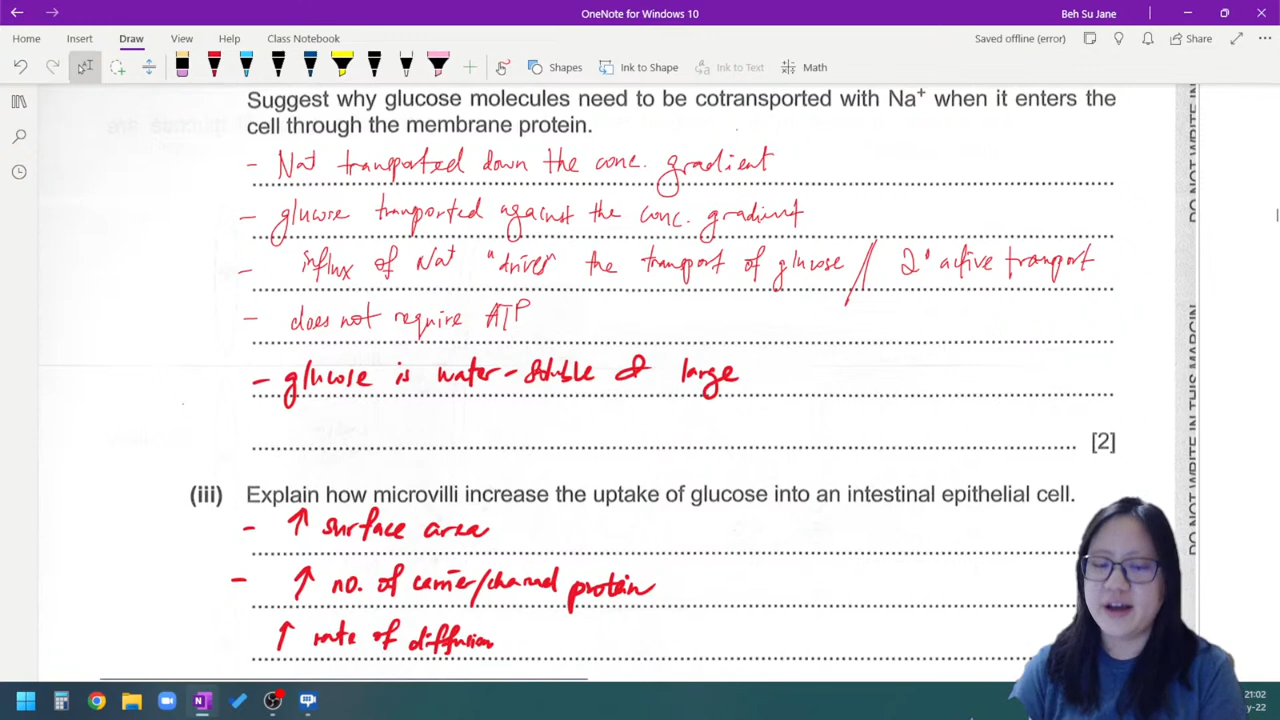 OneNote for Windows 10
Beh Su Jane
Home Insert Draw View Help Class Notebook
Saved offline (error) Share
Shapes Ink to Shape Ink to Text Math
Suggest why glucose molecules need to be cotransported with Na+ when it enters the
cell through the membrane protein.
- Na+ transported down the conc. gradient
- glucose transported against the conc. gradient
- influx of Na+ "drives" the transport of glucose // 2° active transport
- does not require ATP
- glucose is water-soluble & large
[2]
(iii) Explain how microvilli increase the uptake of glucose into an intestinal epithelial cell.
- ↑ surface area
- ↑ no. of carrier/channel protein
↑ rate of diffusion
DO NOT WRITE IN THIS MARGIN
21:02
y-22